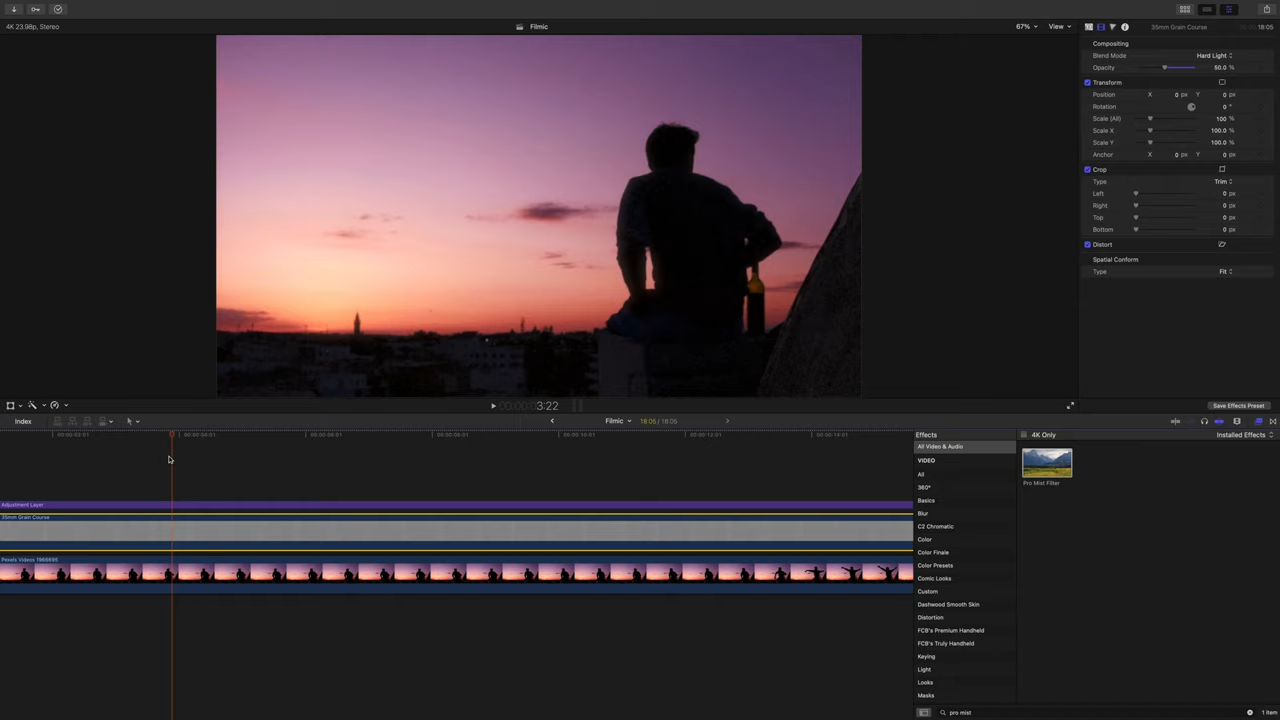 4K 23.98p, Stereo
Filmic
67%
View
35mm Grain Course
18:05
Compositing
Blend Mode
Hard Light
Opacity
50.0 %
Transform
Position
X 0 px Y 0 px
Rotation
0 °
Scale (All)
100 %
Scale X
100.0 %
Scale Y
100.0 %
Anchor
X 0 px Y 0 px
Crop
Type
Trim
Left
0 px
Right
0 px
Top
0 px
Bottom
0 px
Distort
Spatial Conform
Type
Fit
3:22
Save Effects Preset
Index
Filmic
18:05 / 18:05
Effects
4K Only
Installed Effects
Adjustment Layer
35mm Grain Course
Pexels Videos 1966695
All Video & Audio
VIDEO
All
360°
Basics
Blur
C2 Chromatic
Color
Color Finale
Color Presets
Comic Looks
Custom
Dashwood Smooth Skin
Distortion
FCB's Premium Handheld
FCB's Truly Handheld
Keying
Light
Looks
Masks
Pro Mist Filter
pro mist
1 item